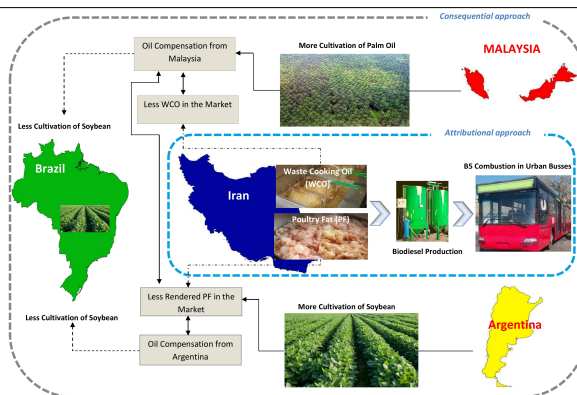 Consequential approach
Oil Compensation from
Malaysia
More Cultivation of Palm Oil
MALAYSIA
Less WCO in the Market
Less Cultivation of Soybean
Attributional approach
Brazil
Iran
Waste Cooking Oil
(WCO)
B5 Combustion in Urban Busses
Poultry Fat (PF)
Biodiesel Production
Less Rendered PF in the
Market
More Cultivation of Soybean
Less Cultivation of Soybean
Oil Compensation from
Argentina
Argentina